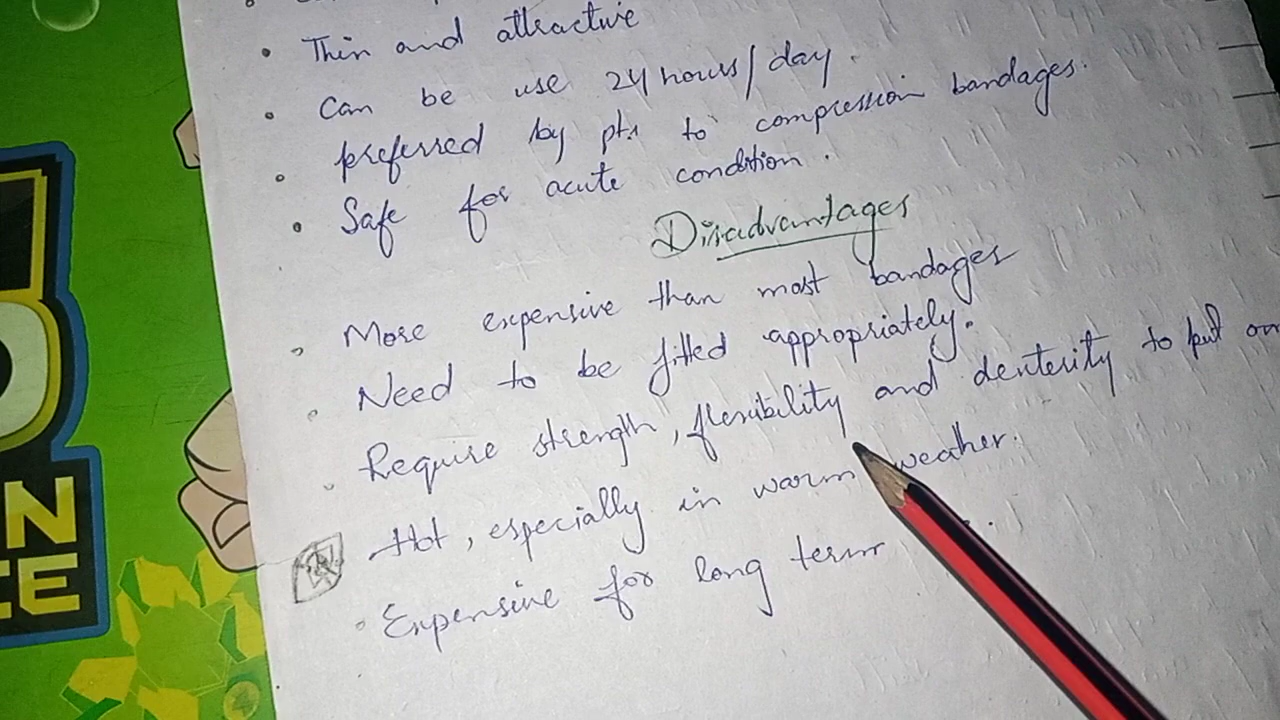 Thin and attractive
Can be use 24 hours/day.
preferred by pts to compression bandages.
Safe for acute condition.
Disadvantages
More expensive than most bandages
Need to be fitted appropriately.
Require strength, flexibility and dexterity to put on
Hot, especially in warm weather.
Expensive for long term
N
CE